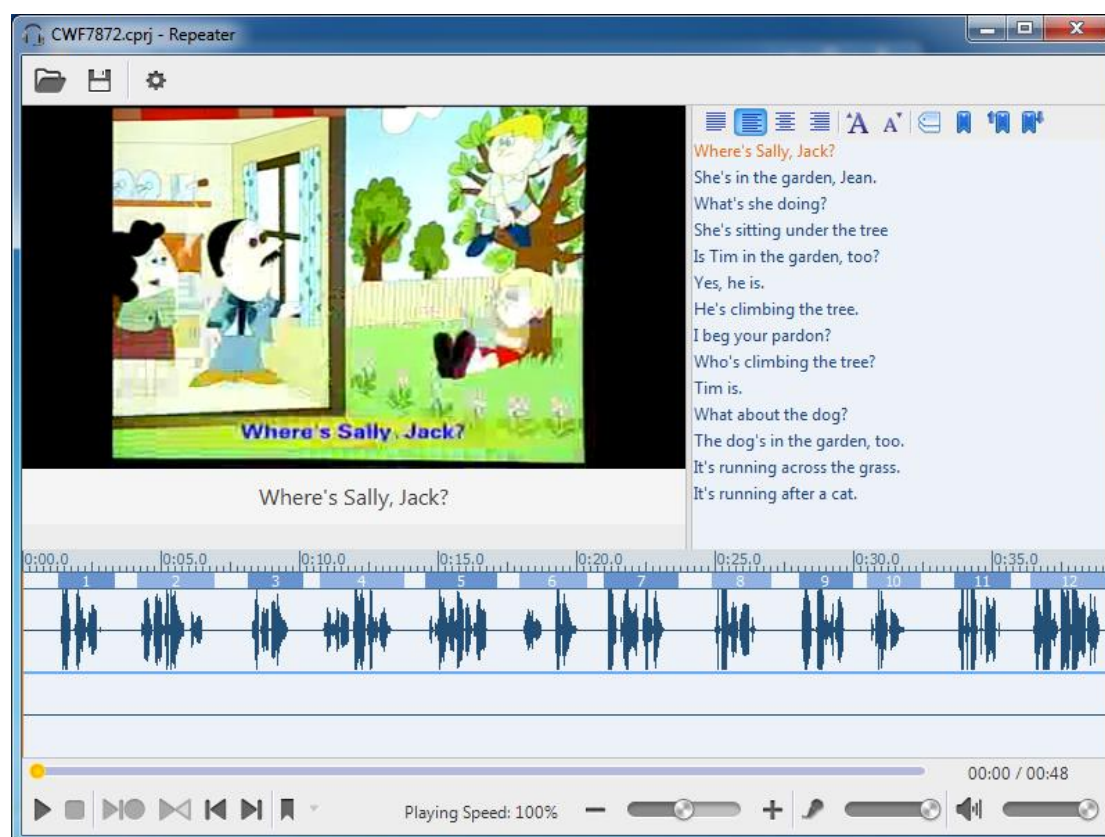 CWF7872.cprj - Repeater
Where's Sally, Jack?
She's in the garden, Jean.
What's she doing?
She's sitting under the tree
Is Tim in the garden, too?
Yes, he is.
He's climbing the tree.
I beg your pardon?
Who's climbing the tree?
Tim is.
What about the dog?
The dog's in the garden, too.
It's running across the grass.
It's running after a cat.
Where's Sally, Jack?
Where's Sally, Jack?
0:00.0 0:05.0 0:10.0 0:15.0 0:20.0 0:25.0 0:30.0 0:35.0
1 2 3 4 5 6 7 8 9 10 11 12
00:00 / 00:48
Playing Speed: 100%